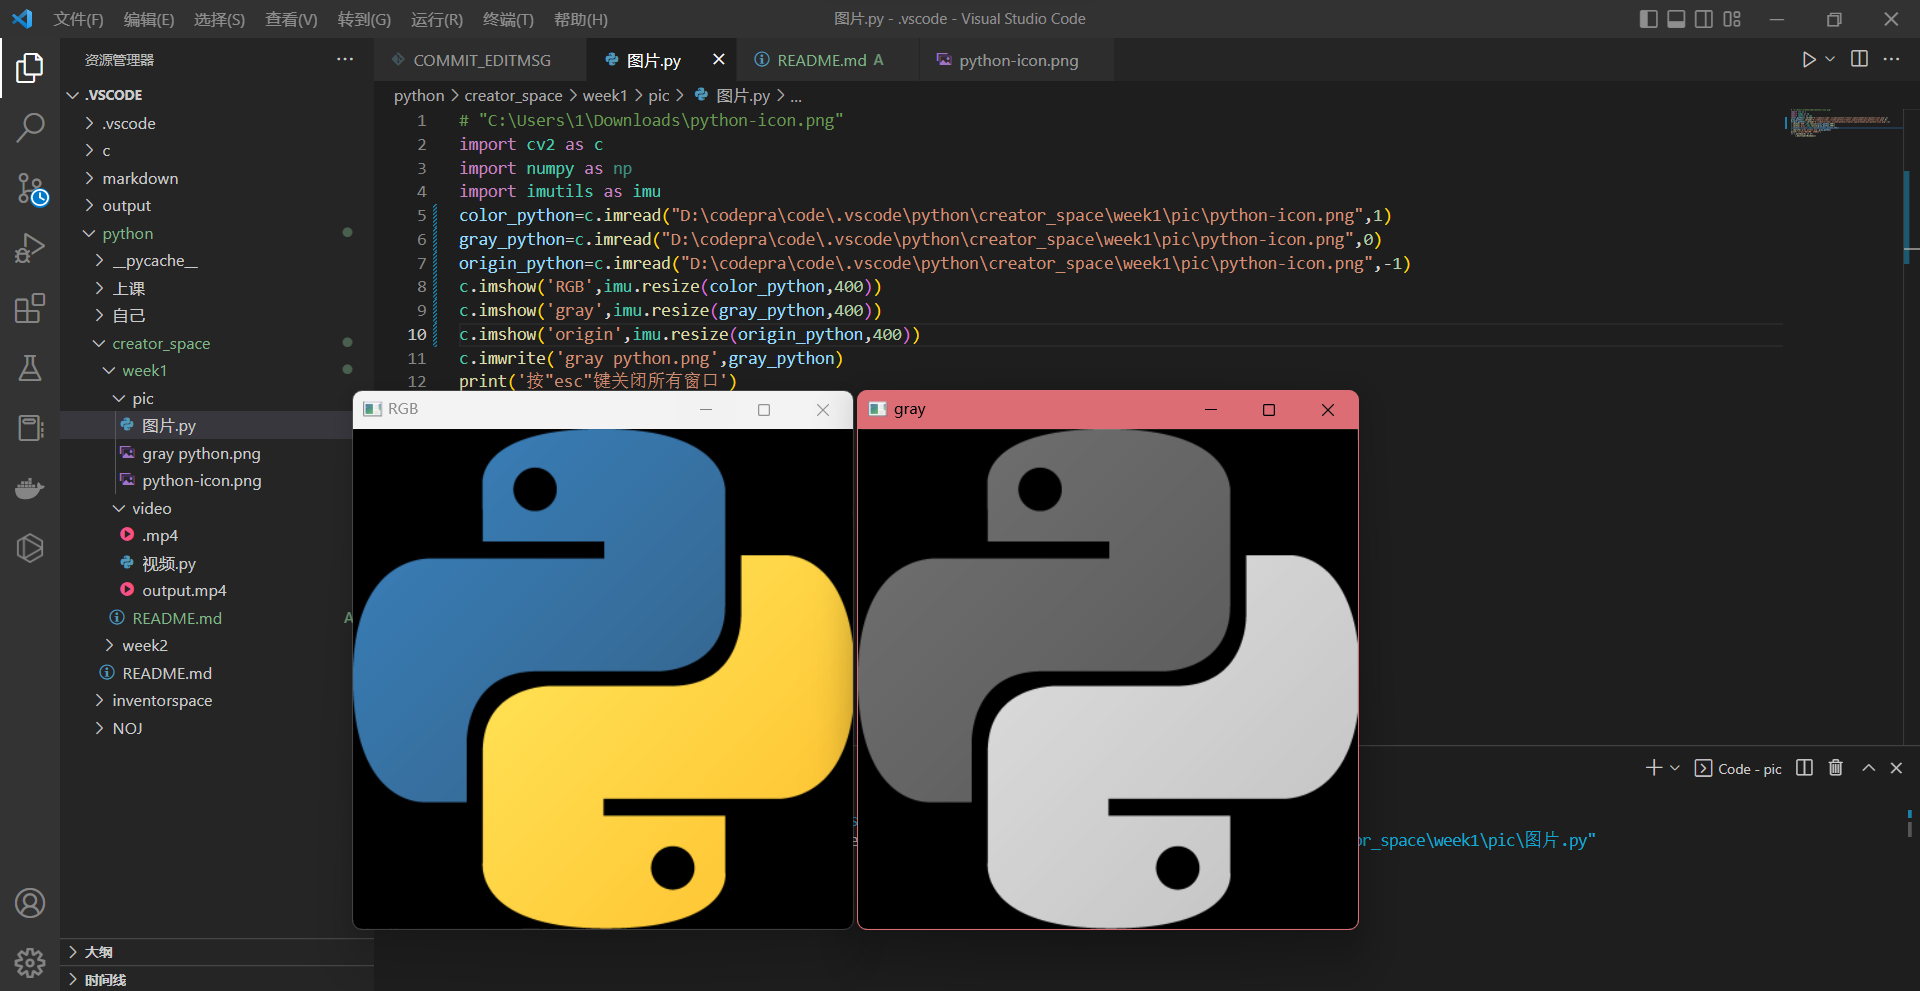 文件(F) 编辑(E) 选择(S) 查看(V) 转到(G) 运行(R) 终端(T) 帮助(H) 图片.py - .vscode - Visual Studio Code
资源管理器
COMMIT_EDITMSG 图片.py README.md A python-icon.png
python > creator_space > week1 > pic > 图片.py > ...
.VSCODE
.vscode
c
markdown
output
python
__pycache__
上课
自己
creator_space
week1
pic
图片.py
gray python.png
python-icon.png
video
.mp4
视频.py
output.mp4
README.md A
week2
README.md
inventorspace
NOJ
大纲
时间线
1 # "C:\Users\1\Downloads\python-icon.png"
2 import cv2 as c
3 import numpy as np
4 import imutils as imu
5 color_python=c.imread("D:\codepra\code\.vscode\python\creator_space\week1\pic\python-icon.png",1)
6 gray_python=c.imread("D:\codepra\code\.vscode\python\creator_space\week1\pic\python-icon.png",0)
7 origin_python=c.imread("D:\codepra\code\.vscode\python\creator_space\week1\pic\python-icon.png",-1)
8 c.imshow('RGB',imu.resize(color_python,400))
9 c.imshow('gray',imu.resize(gray_python,400))
10 c.imshow('origin',imu.resize(origin_python,400))
11 c.imwrite('gray python.png',gray_python)
12 print('按"esc"键关闭所有窗口')
RGB
gray
Code - pic
or_space\week1\pic\图片.py"